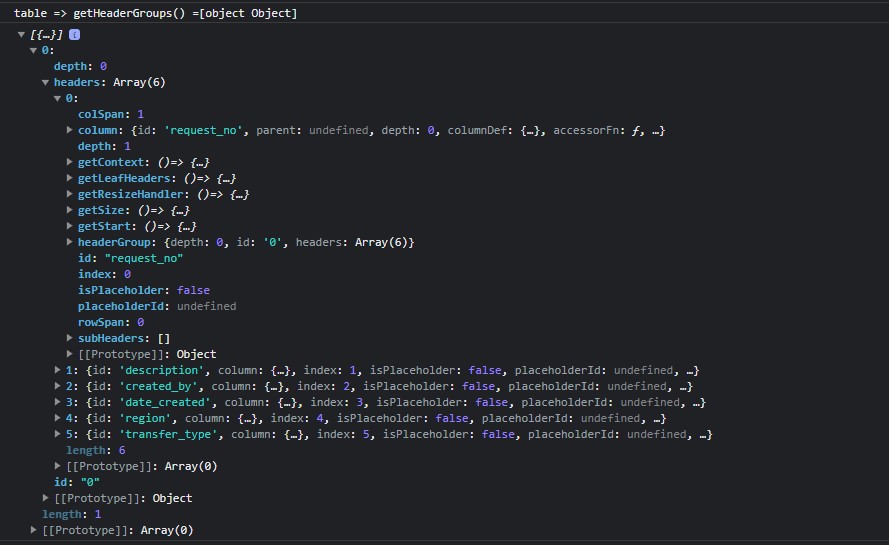 table => getHeaderGroups() =[object Object]
[{…}] i
0:
depth: 0
headers: Array(6)
0:
colSpan: 1
column: {id: 'request_no', parent: undefined, depth: 0, columnDef: {…}, accessorFn: ƒ, …}
depth: 1
getContext: ()=> {…}
getLeafHeaders: ()=> {…}
getResizeHandler: ()=> {…}
getSize: ()=> {…}
getStart: ()=> {…}
headerGroup: {depth: 0, id: '0', headers: Array(6)}
id: "request_no"
index: 0
isPlaceholder: false
placeholderId: undefined
rowSpan: 0
subHeaders: []
[[Prototype]]: Object
1: {id: 'description', column: {…}, index: 1, isPlaceholder: false, placeholderId: undefined, …}
2: {id: 'created_by', column: {…}, index: 2, isPlaceholder: false, placeholderId: undefined, …}
3: {id: 'date_created', column: {…}, index: 3, isPlaceholder: false, placeholderId: undefined, …}
4: {id: 'region', column: {…}, index: 4, isPlaceholder: false, placeholderId: undefined, …}
5: {id: 'transfer_type', column: {…}, index: 5, isPlaceholder: false, placeholderId: undefined, …}
length: 6
[[Prototype]]: Array(0)
id: "0"
[[Prototype]]: Object
length: 1
[[Prototype]]: Array(0)